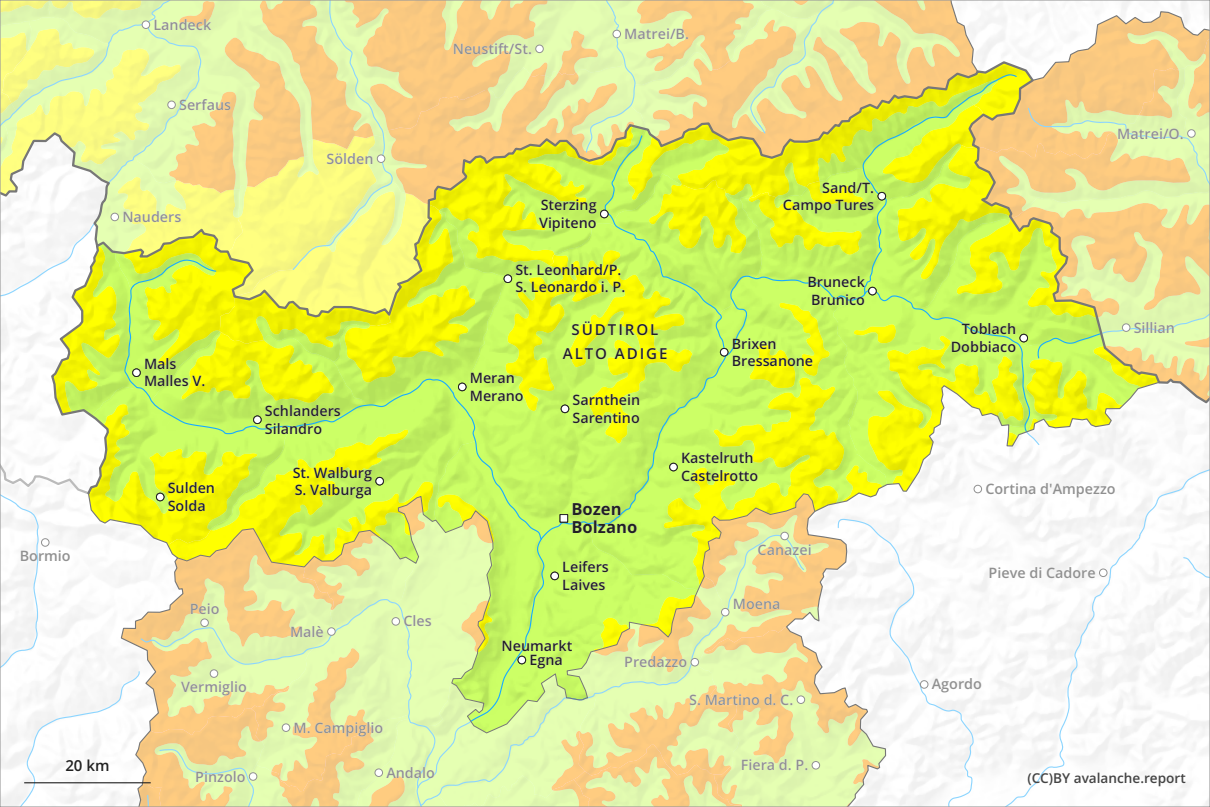 Landeck
Matrei/B.
Neustift/St.
Serfaus
Matrei/O.
Sölden
Sand/T.
Campo Tures
Sterzing
Vipiteno
Nauders
St. Leonhard/P.
S. Leonardo i. P.
Bruneck
Brunico
SÜDTIROL
ALTO ADIGE
Toblach
Dobbiaco
Sillian
Brixen
Bressanone
Mals
Malles V.
Meran
Merano
Sarnthein
Sarentino
Schlanders
Silandro
Kastelruth
Castelrotto
St. Walburg
S. Valburga
Sulden
Solda
Cortina d'Ampezzo
Bozen
Bolzano
Bormio
Canazei
Leifers
Laives
Pieve di Cadore
Peio
Moena
Malè
Cles
Neumarkt
Egna
Predazzo
Vermiglio
Agordo
S. Martino d. C.
M. Campiglio
20 km
Pinzolo
Andalo
Fiera d. P.
(CC)BY avalanche.report